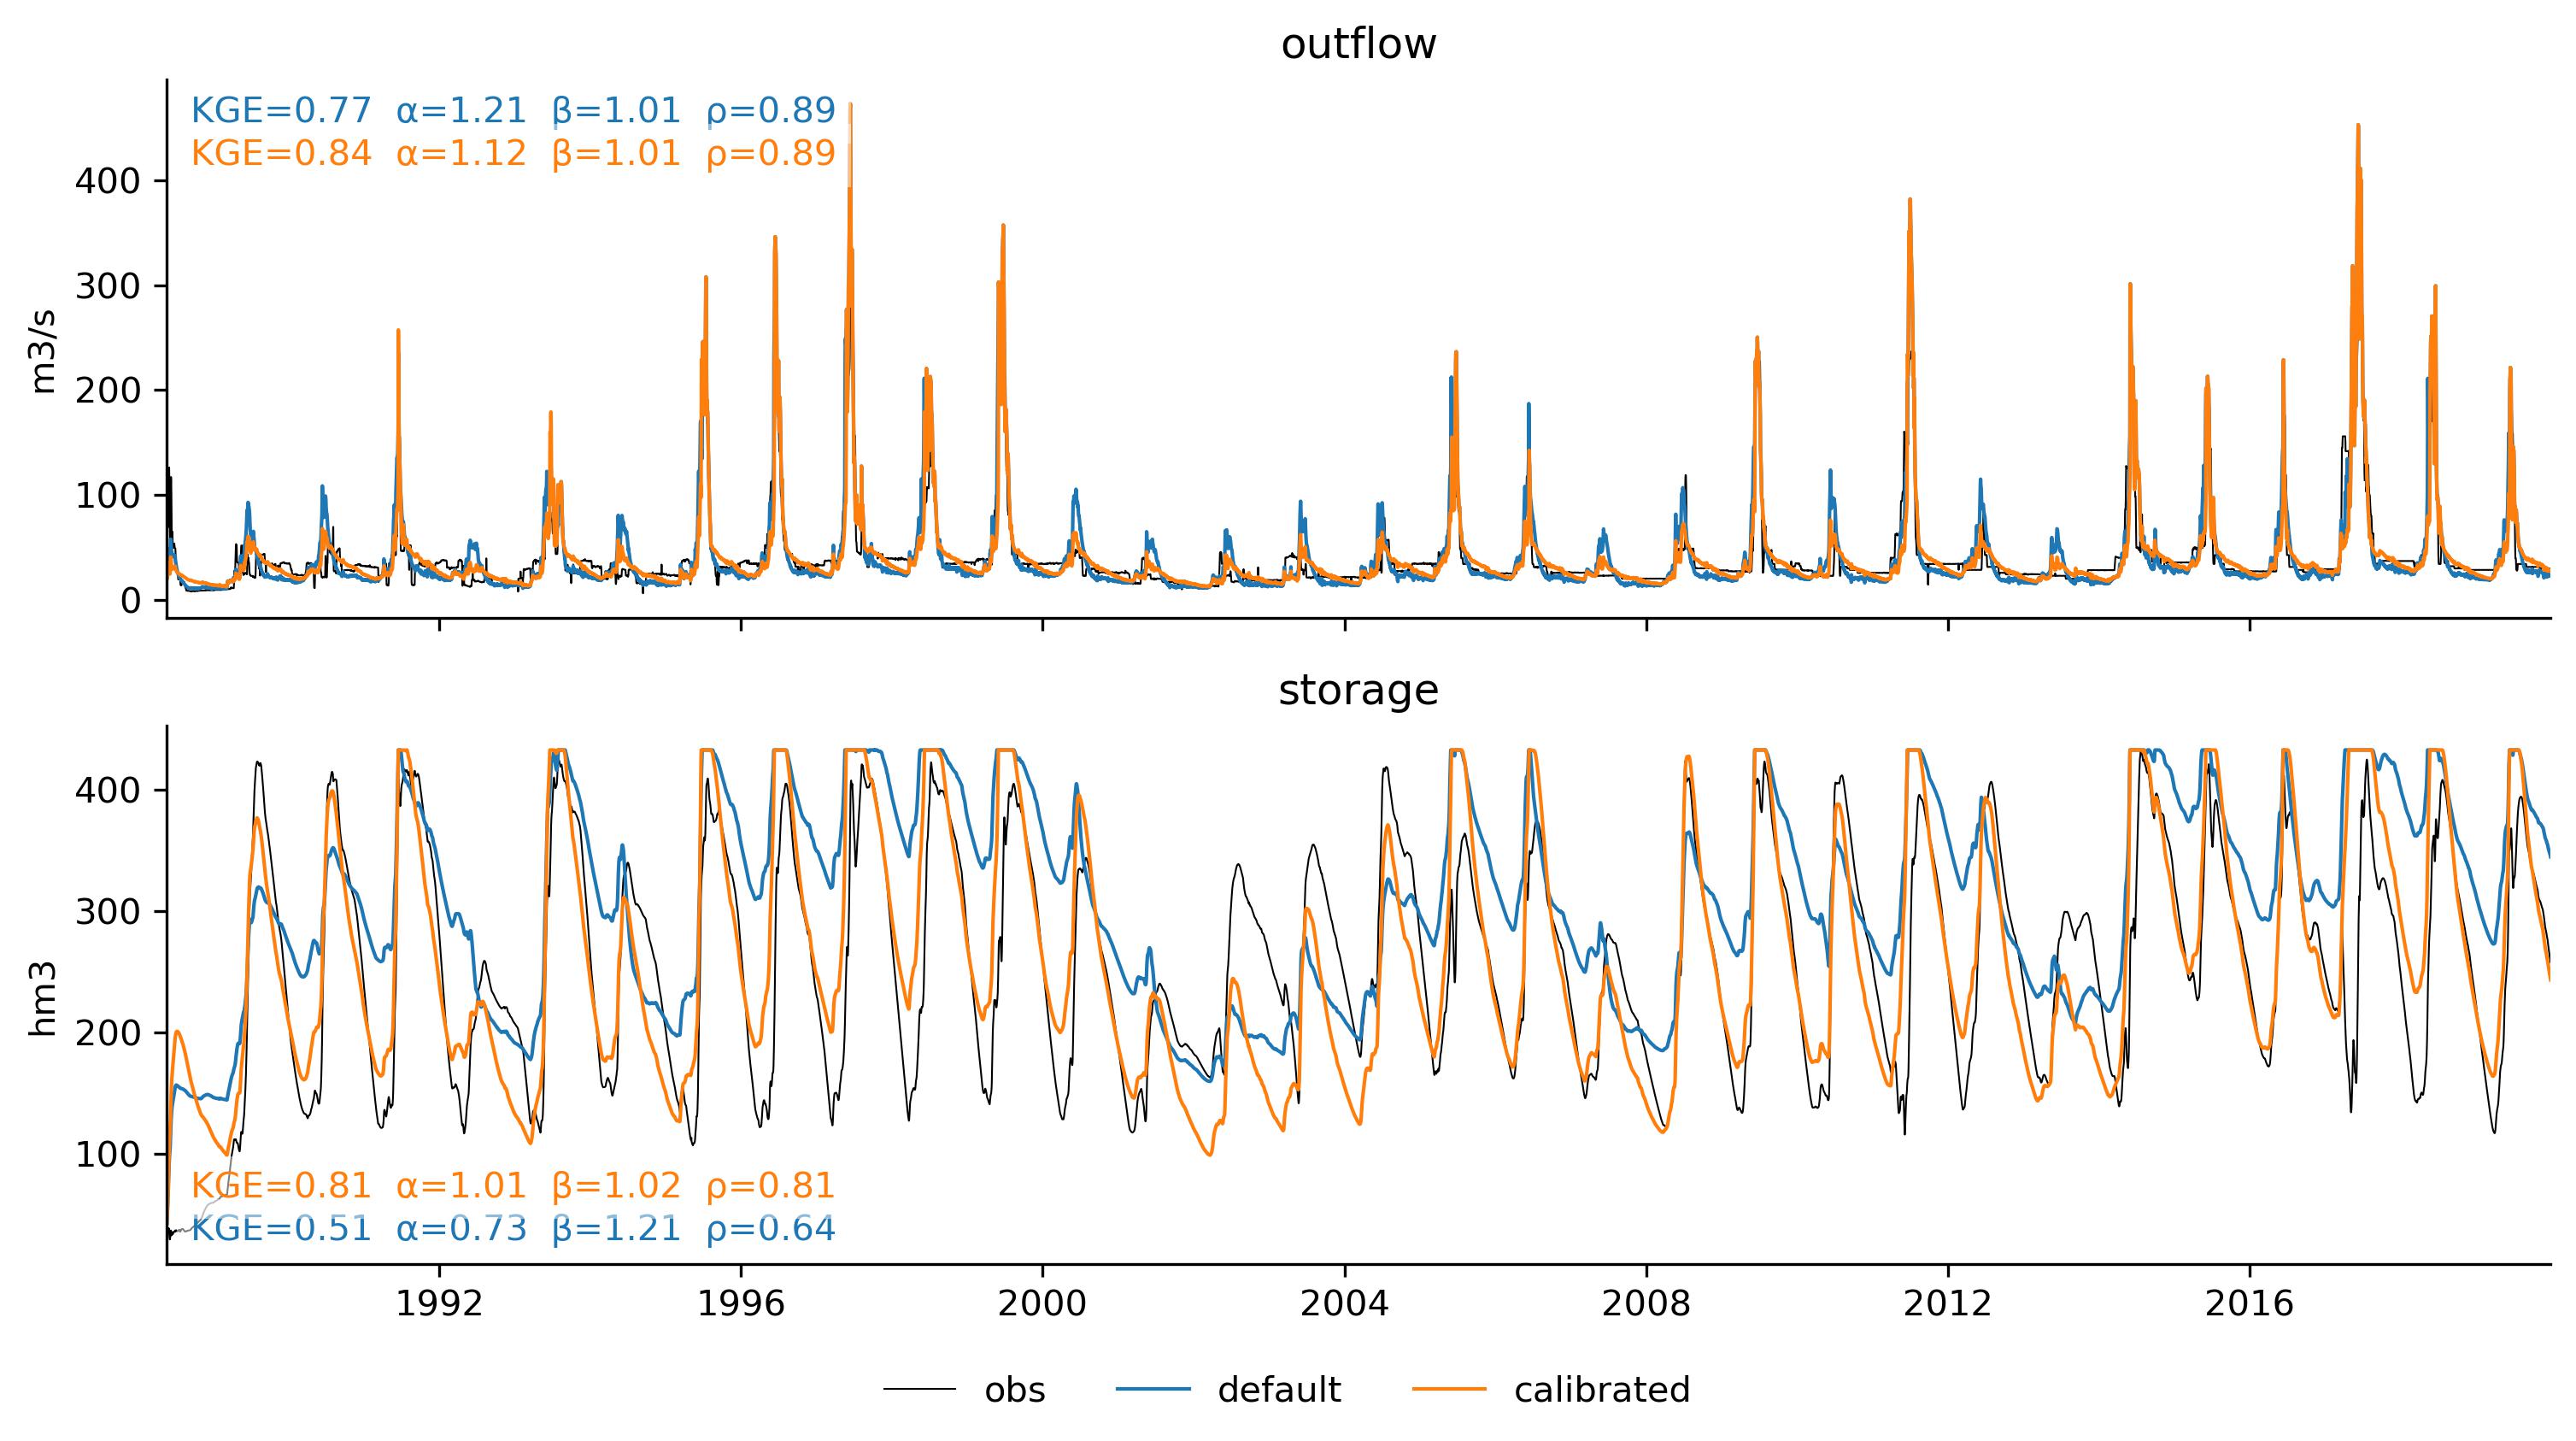 outflow
KGE=0.77 α=1.21 β=1.01 ρ=0.89
KGE=0.84 α=1.12 β=1.01 ρ=0.89
m3/s
400
300
200
100
0
storage
hm3
400
300
200
100
KGE=0.81 α=1.01 β=1.02 ρ=0.81
KGE=0.51 α=0.73 β=1.21 ρ=0.64
1992 1996 2000 2004 2008 2012 2016
obs default calibrated